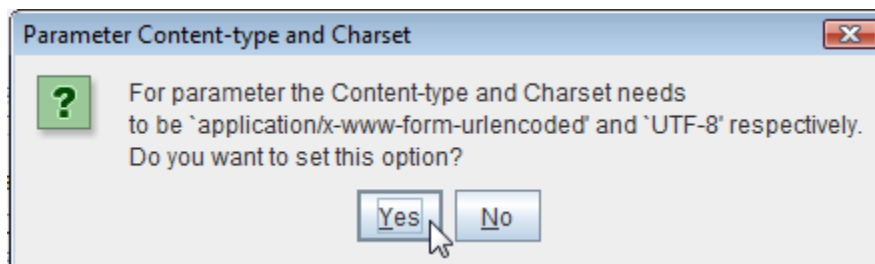 Parameter Content-type and Charset
?
For parameter the Content-type and Charset needs
to be `application/x-www-form-urlencoded' and `UTF-8' respectively.
Do you want to set this option?
Yes No